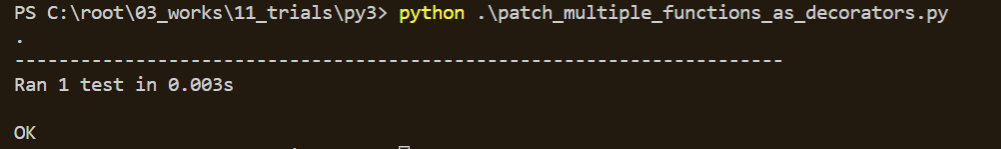 PS C:\root\03_works\11_trials\py3> python .\patch_multiple_functions_as_decorators.py
.
----------------------------------------------------------------------
Ran 1 test in 0.003s
OK